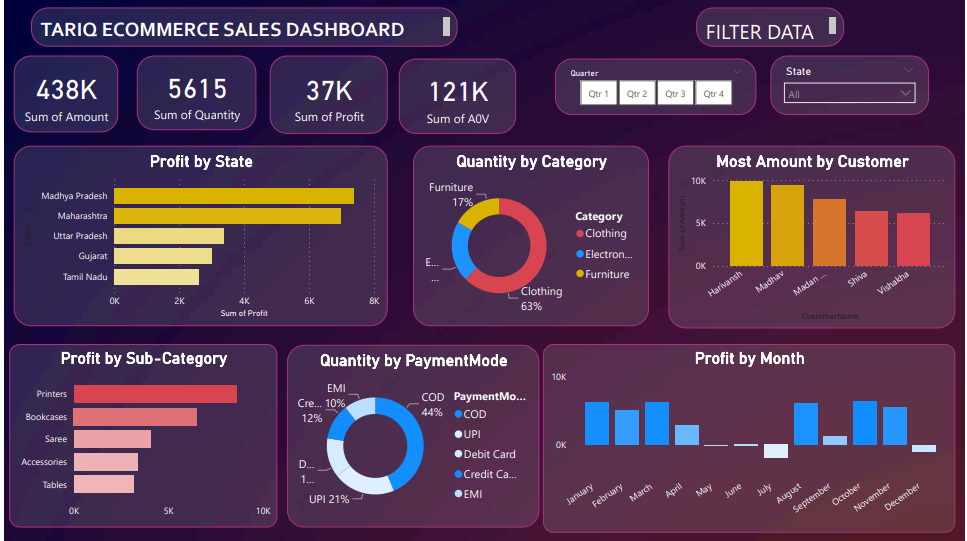 TARIQ ECOMMERCE SALES DASHBOARD
FILTER DATA
438K
Sum of Amount
5615
Sum of Quantity
37K
Sum of Profit
121K
Sum of A0V
Quarter
Qtr 1
Qtr 2
Qtr 3
Qtr 4
State
All
Profit by State
Madhya Pradesh
Maharashtra
Uttar Pradesh
Gujarat
Tamil Nadu
0K 2K 4K 6K 8K
Sum of Profit
Quantity by Category
Furniture
17%
E...
...
Clothing
63%
Category
Clothing
Electron...
Furniture
Most Amount by Customer
Sum of Amount
10K
5K
0K
Harivansh
Madhav
Madan ...
Shiva
Vishakha
CustomerName
Profit by Sub-Category
Printers
Bookcases
Saree
Accessories
Tables
0K 5K 10K
Quantity by PaymentMode
EMI
10%
Cre...
12%
D...
1...
UPI 21%
COD
44%
PaymentMo...
COD
UPI
Debit Card
Credit Ca...
EMI
Profit by Month
10K
0K
January
February
March
April
May
June
July
August
September
October
November
December